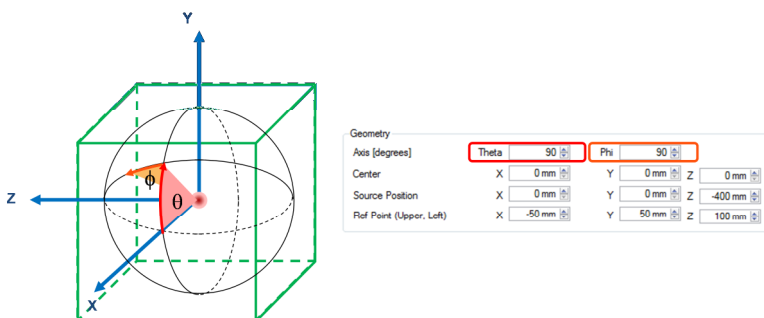 Y
Z
X
ϕ
θ
Geometry
Axis [degrees] Theta 90 Phi 90
Center X 0 mm Y 0 mm Z 0 mm
Source Position X 0 mm Y 0 mm Z -400 mm
Ref Point (Upper, Left) X -50 mm Y 50 mm Z 100 mm